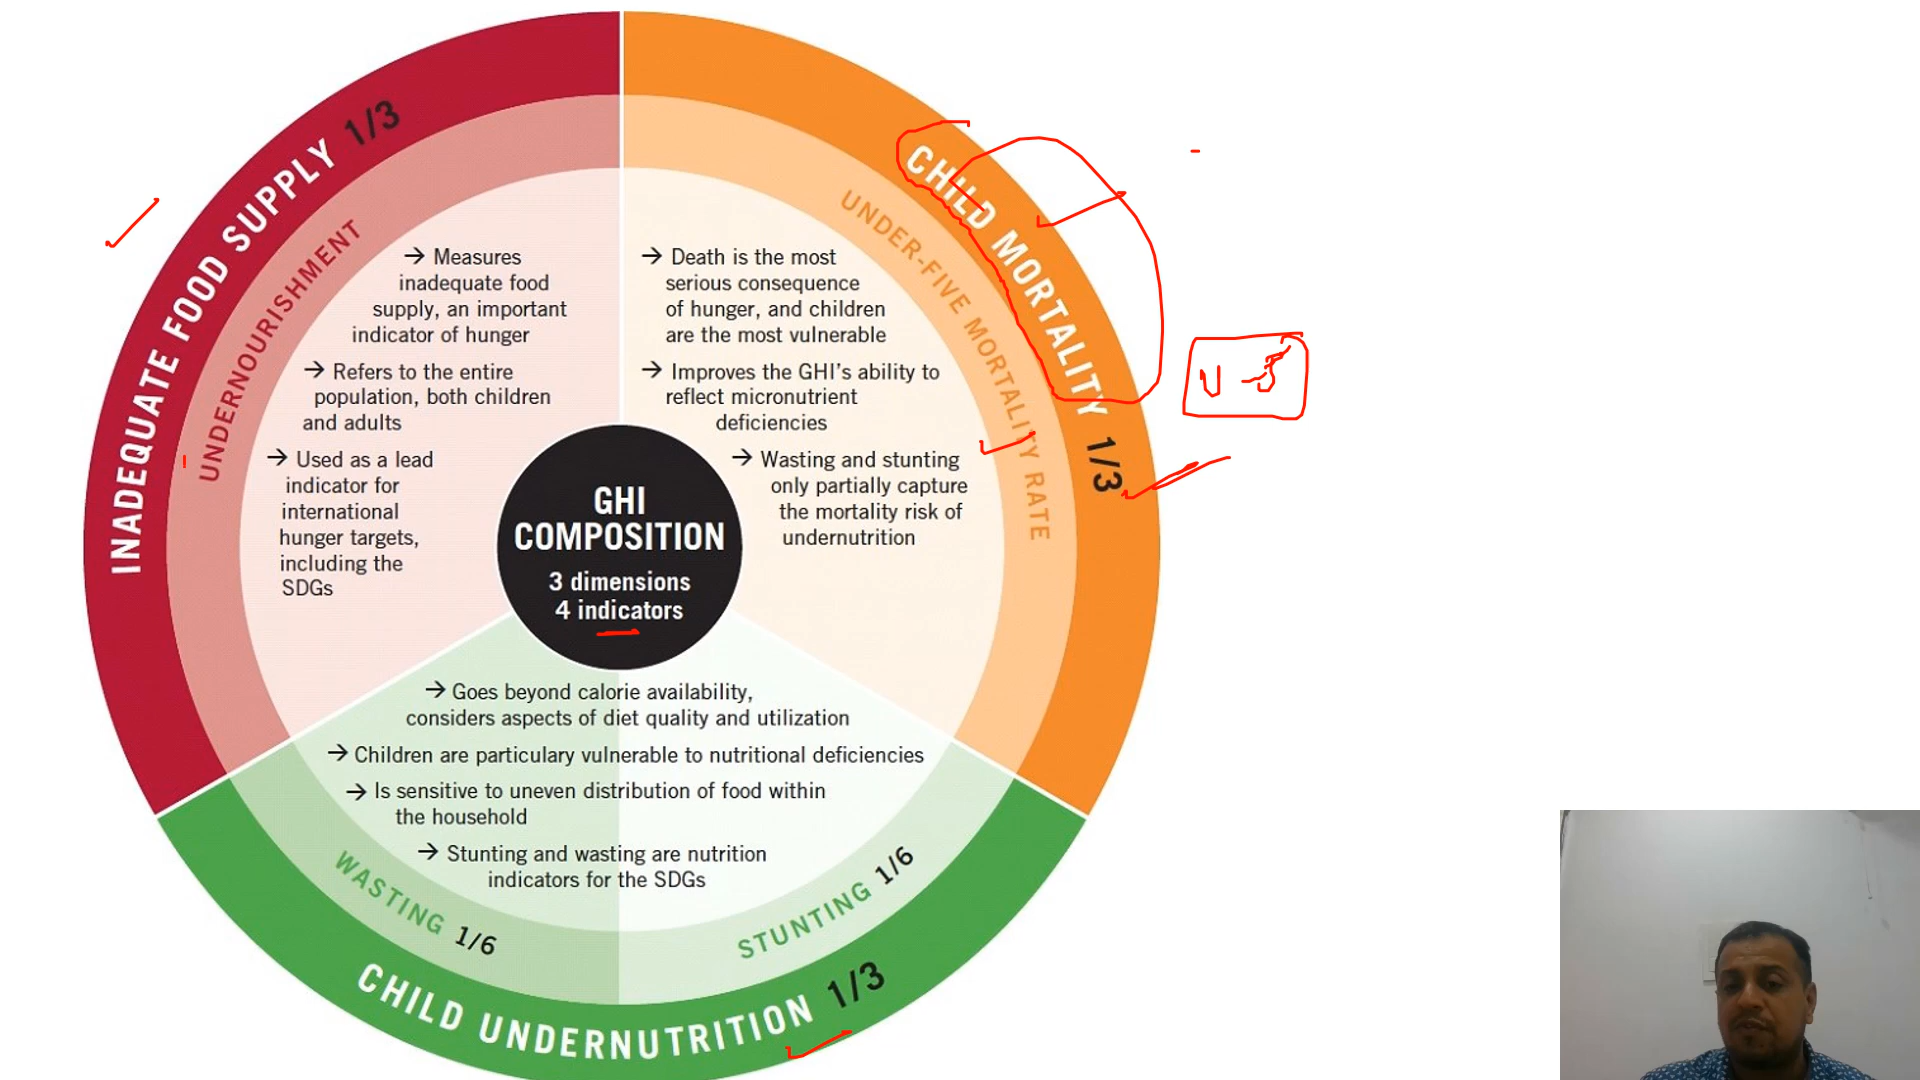 INADEQUATE FOOD SUPPLY 1/3
UNDERNOURISHMENT
→ Measures
inadequate food
supply, an important
indicator of hunger
→ Refers to the entire
population, both children
and adults
→ Used as a lead
indicator for
international
hunger targets,
including the
SDGs
CHILD MORTALITY 1/3
UNDER-FIVE MORTALITY RATE
→ Death is the most
serious consequence
of hunger, and children
are the most vulnerable
→ Improves the GHI's ability to
reflect micronutrient
deficiencies
→ Wasting and stunting
only partially capture
the mortality risk of
undernutrition
U-5
GHI
COMPOSITION
3 dimensions
4 indicators
→ Goes beyond calorie availability,
considers aspects of diet quality and utilization
→ Children are particulary vulnerable to nutritional deficiencies
→ Is sensitive to uneven distribution of food within
the household
→ Stunting and wasting are nutrition
indicators for the SDGs
WASTING 1/6
STUNTING 1/6
CHILD UNDERNUTRITION 1/3